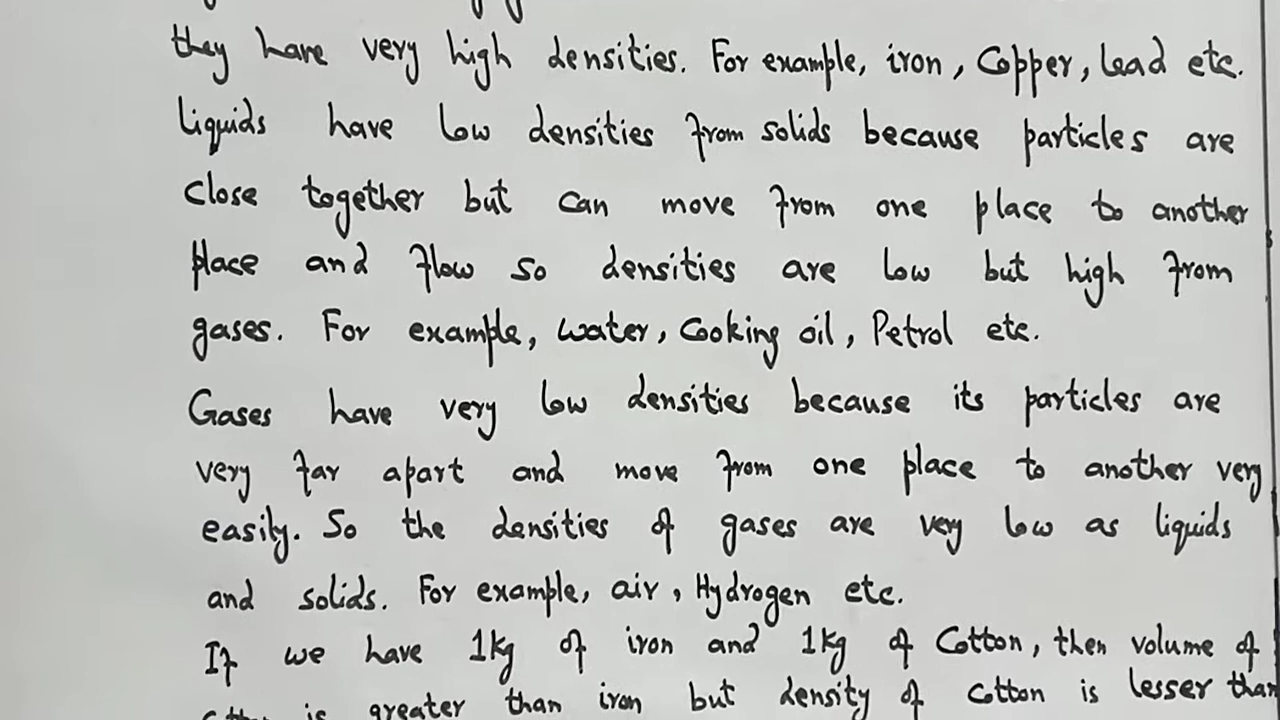 they have very high densities. For example, iron, Copper, lead etc.
Liquids have low densities from solids because particles are
close together but can move from one place to another
place and flow so densities are low but high from
gases. For example, water, Cooking oil, Petrol etc.
Gases have very low densities because its particles are
very far apart and move from one place to another very
easily. So the densities of gases are very low as liquids
and solids. For example, air, Hydrogen etc.
If we have 1kg of iron and 1kg of Cotton, then volume of
is greater than iron but density of cotton is lesser than